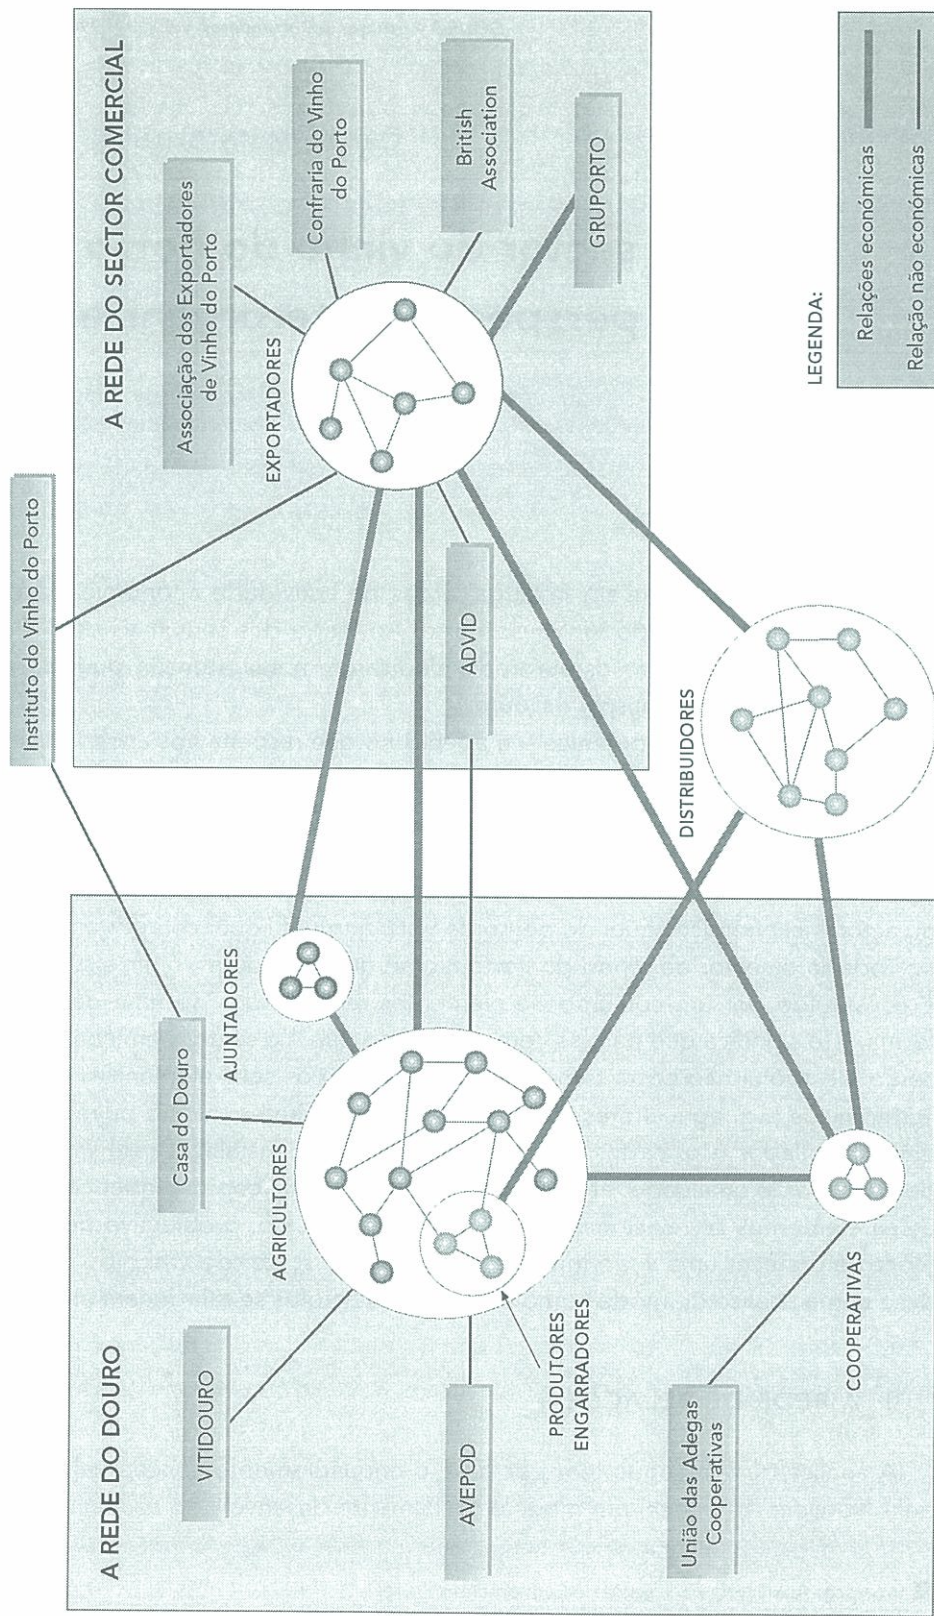 Instituto do Vinho do Porto
Casa do Douro
A REDE DO DOURO
VITIDOURO
AVEPOD
União das Adegas
Cooperativas
AGRICULTORES
AJUNTADORES
PRODUTORES
ENGARRADORES
COOPERATIVAS
A REDE DO SECTOR COMERCIAL
Associação dos Exportadores
de Vinho do Porto
Confraria do Vinho
do Porto
British
Association
GRUPORTO
EXPORTADORES
ADVID
DISTRIBUIDORES
LEGENDA:
Relações económicas
Relação não económicas